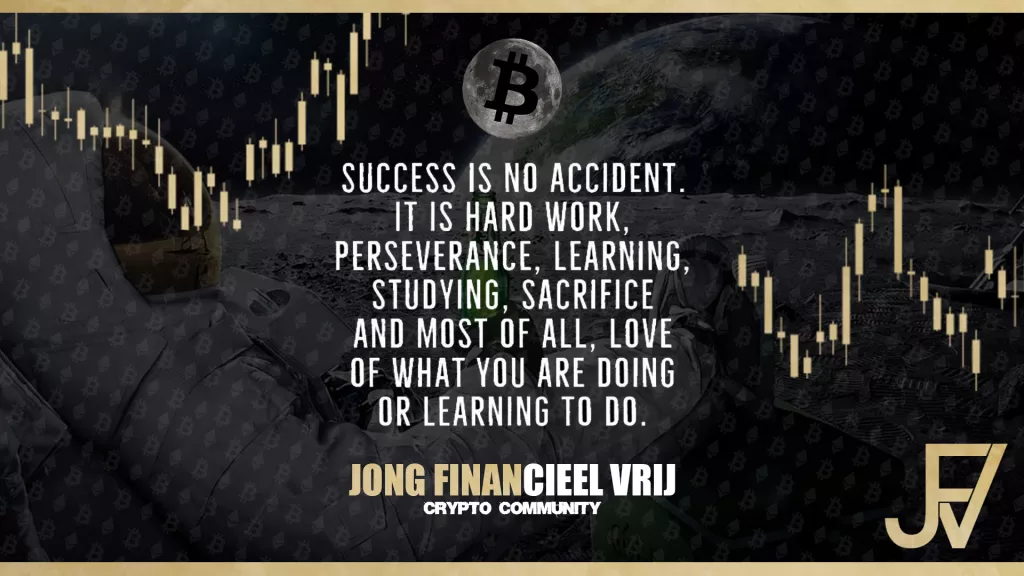 SUCCESS IS NO ACCIDENT.
IT IS HARD WORK,
PERSEVERANCE, LEARNING,
STUDYING, SACRIFICE
AND MOST OF ALL, LOVE
OF WHAT YOU ARE DOING
OR LEARNING TO DO.
JONG FINANCIEEL VRIJ
CRYPTO COMMUNITY
JFV